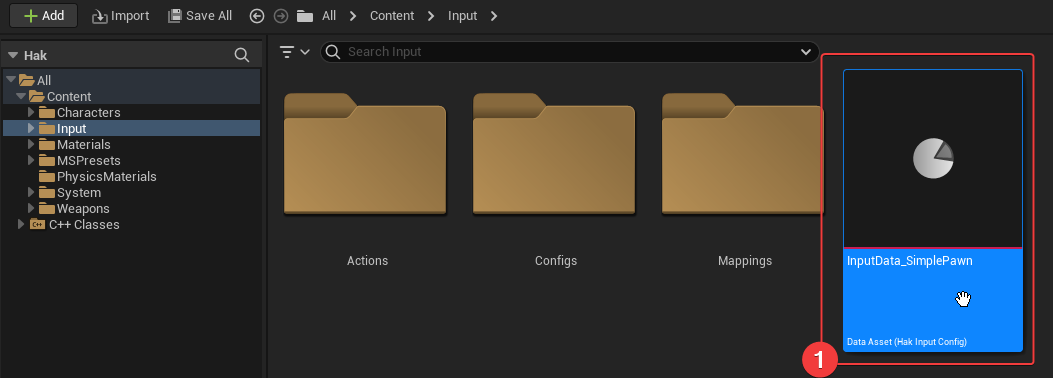 Add Import Save All All Content Input
Hak
Search Input
All
Content
Characters
Input
Materials
MSPresets
PhysicsMaterials
System
Weapons
C++ Classes
Actions
Configs
Mappings
InputData_SimplePawn
Data Asset (Hak Input Config)
1